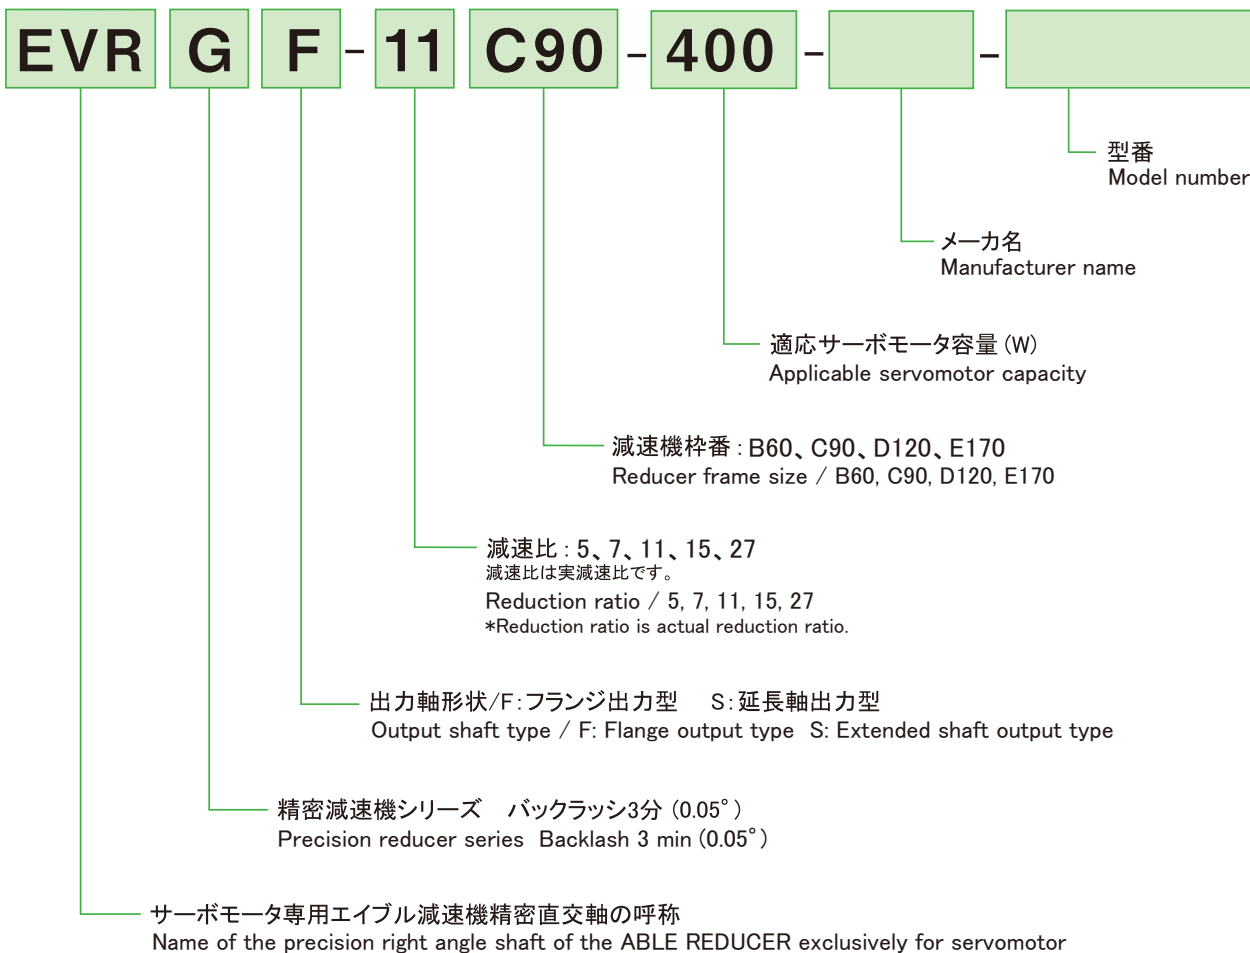 EVR G F - 11 C90 - 400 - -
型番
Model number
メーカ名
Manufacturer name
適応サーボモータ容量 (W)
Applicable servomotor capacity
減速機枠番 : B60、C90、D120、E170
Reducer frame size / B60, C90, D120, E170
減速比 : 5、7、11、15、27
減速比は実減速比です。
Reduction ratio / 5, 7, 11, 15, 27
*Reduction ratio is actual reduction ratio.
出力軸形状/F:フランジ出力型 S:延長軸出力型
Output shaft type / F: Flange output type S: Extended shaft output type
精密減速機シリーズ バックラッシ3分 (0.05°)
Precision reducer series Backlash 3 min (0.05°)
サーボモータ専用エイブル減速機精密直交軸の呼称
Name of the precision right angle shaft of the ABLE REDUCER exclusively for servomotor